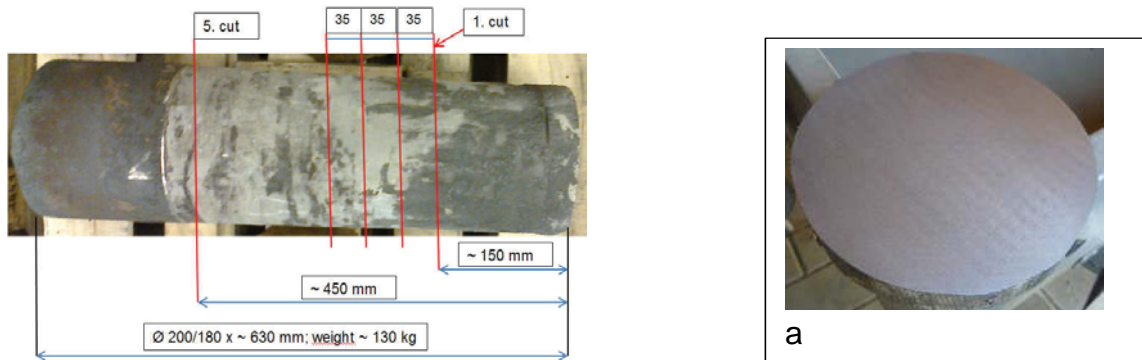 5. cut
35 35 35
1. cut
~ 150 mm
~ 450 mm
Ø 200/180 x ~ 630 mm; weight ~ 130 kg
a